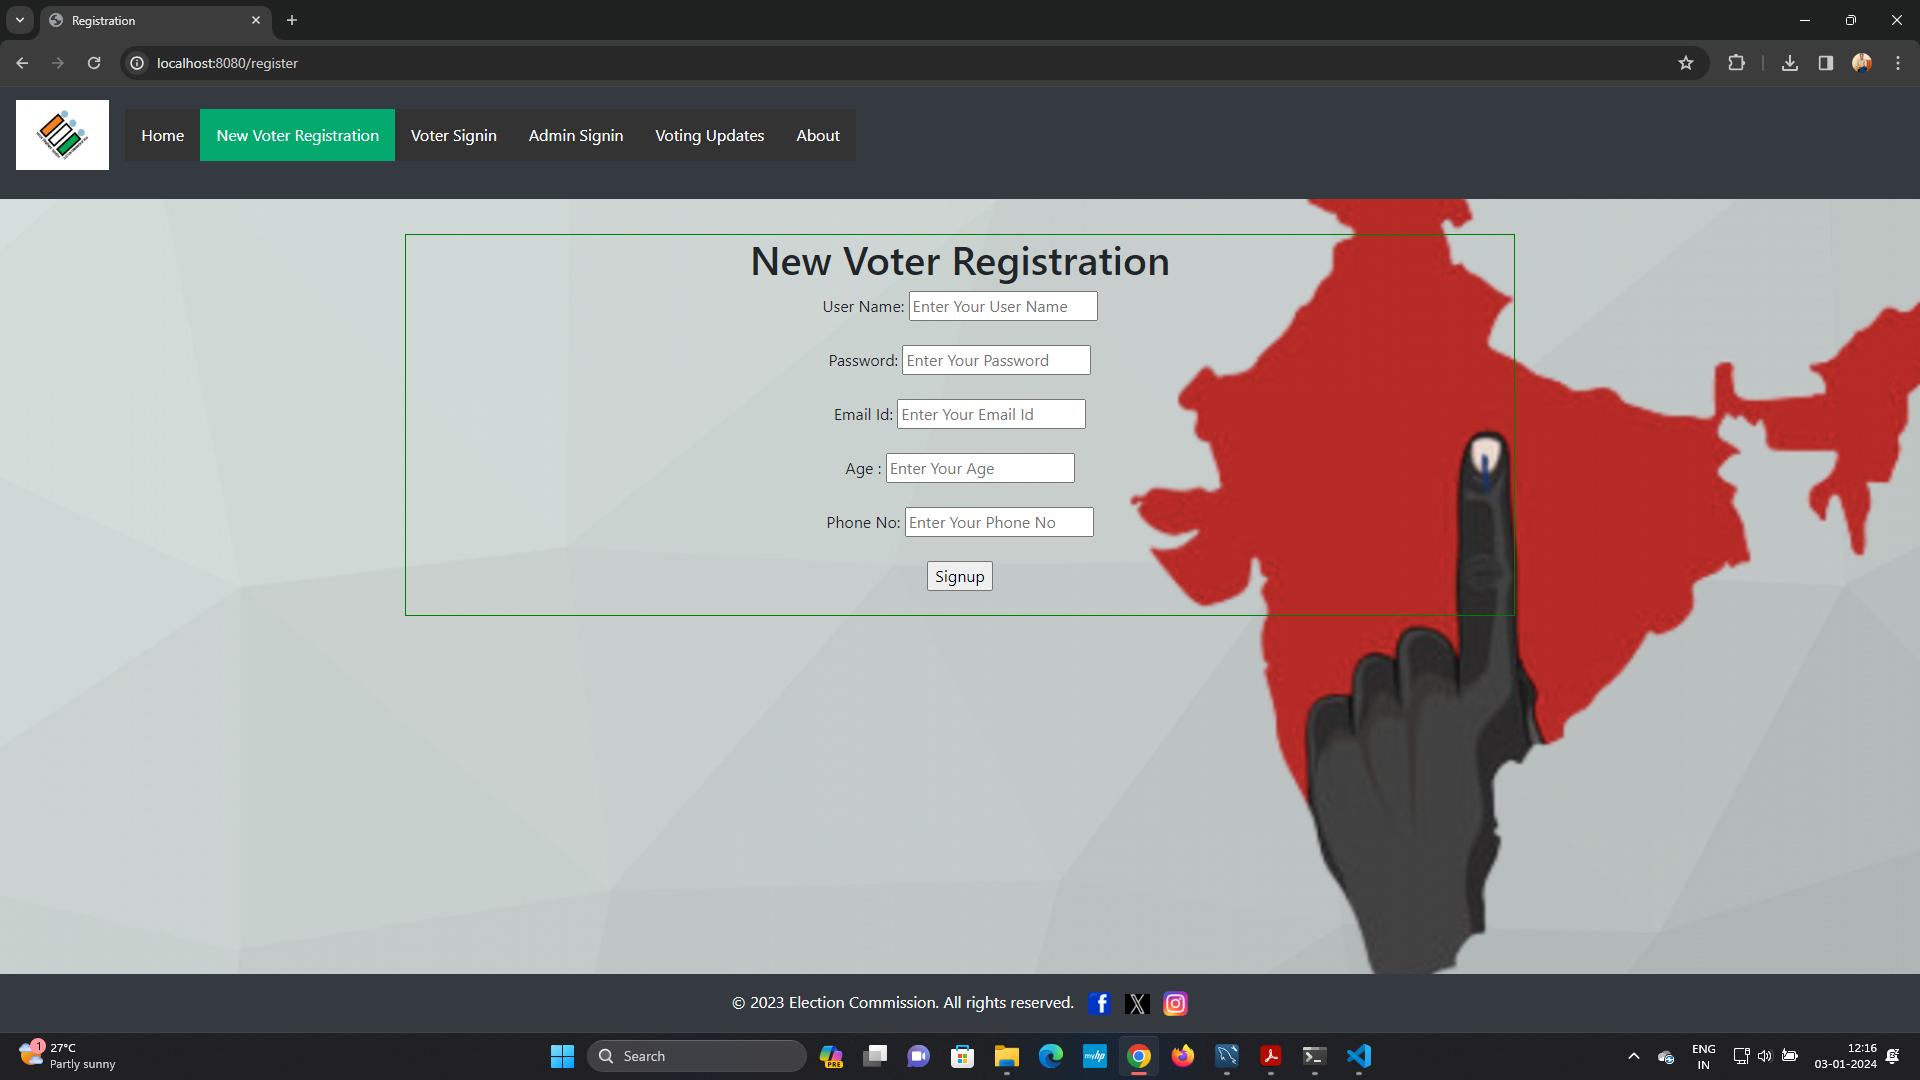 Registration
localhost:8080/register
Home New Voter Registration Voter Signin Admin Signin Voting Updates About
New Voter Registration
User Name: Enter Your User Name
Password: Enter Your Password
Email Id: Enter Your Email Id
Age : Enter Your Age
Phone No: Enter Your Phone No
Signup
© 2023 Election Commission. All rights reserved.
1
27°C
Partly sunny
Search
PRE
myhp
ENG
IN
12:16
03-01-2024